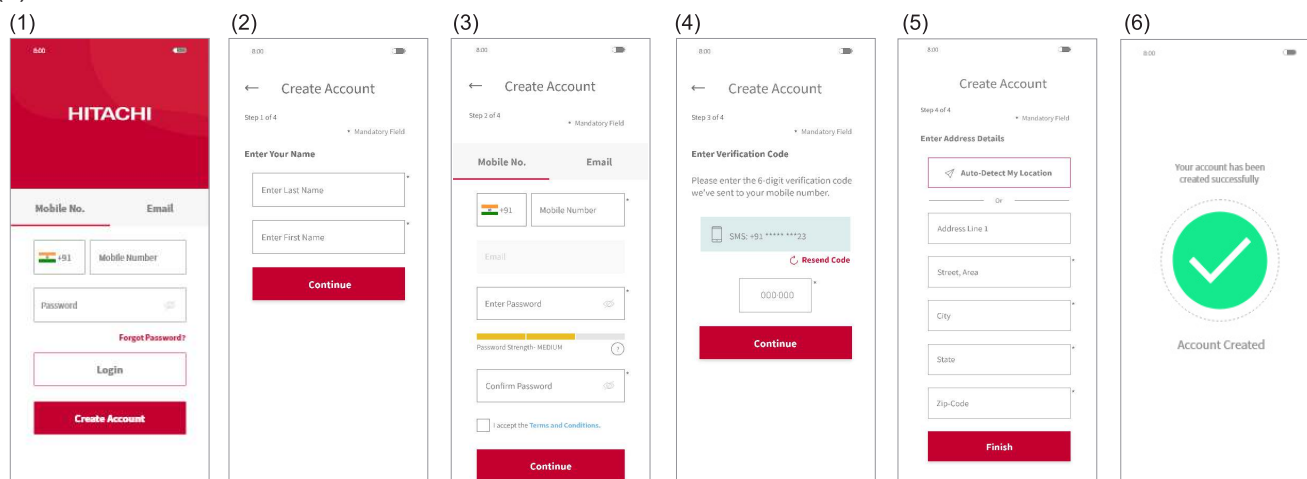 (1)
8:00
HITACHI
Mobile No. Email
+91 Mobile Number
Password
Forgot Password?
Login
Create Account
(2)
8:00
← Create Account
Step 1 of 4
* Mandatory Field
Enter Your Name
Enter Last Name *
Enter First Name *
Continue
(3)
8:00
← Create Account
Step 2 of 4
* Mandatory Field
Mobile No. Email
+91 Mobile Number *
Email
Enter Password *
Password Strength- MEDIUM
Confirm Password *
I accept the Terms and Conditions.
Continue
(4)
8:00
← Create Account
Step 3 of 4
* Mandatory Field
Enter Verification Code
Please enter the 6-digit verification code
we've sent to your mobile number.
SMS: +91 ***** ***23
Resend Code
000-000 *
Continue
(5)
8:00
Create Account
Step 4 of 4
* Mandatory Field
Enter Address Details
Auto-Detect My Location
Or
Address Line 1
Street, Area *
City *
State *
Zip-Code *
Finish
(6)
8:00
Your account has been
created successfully
Account Created